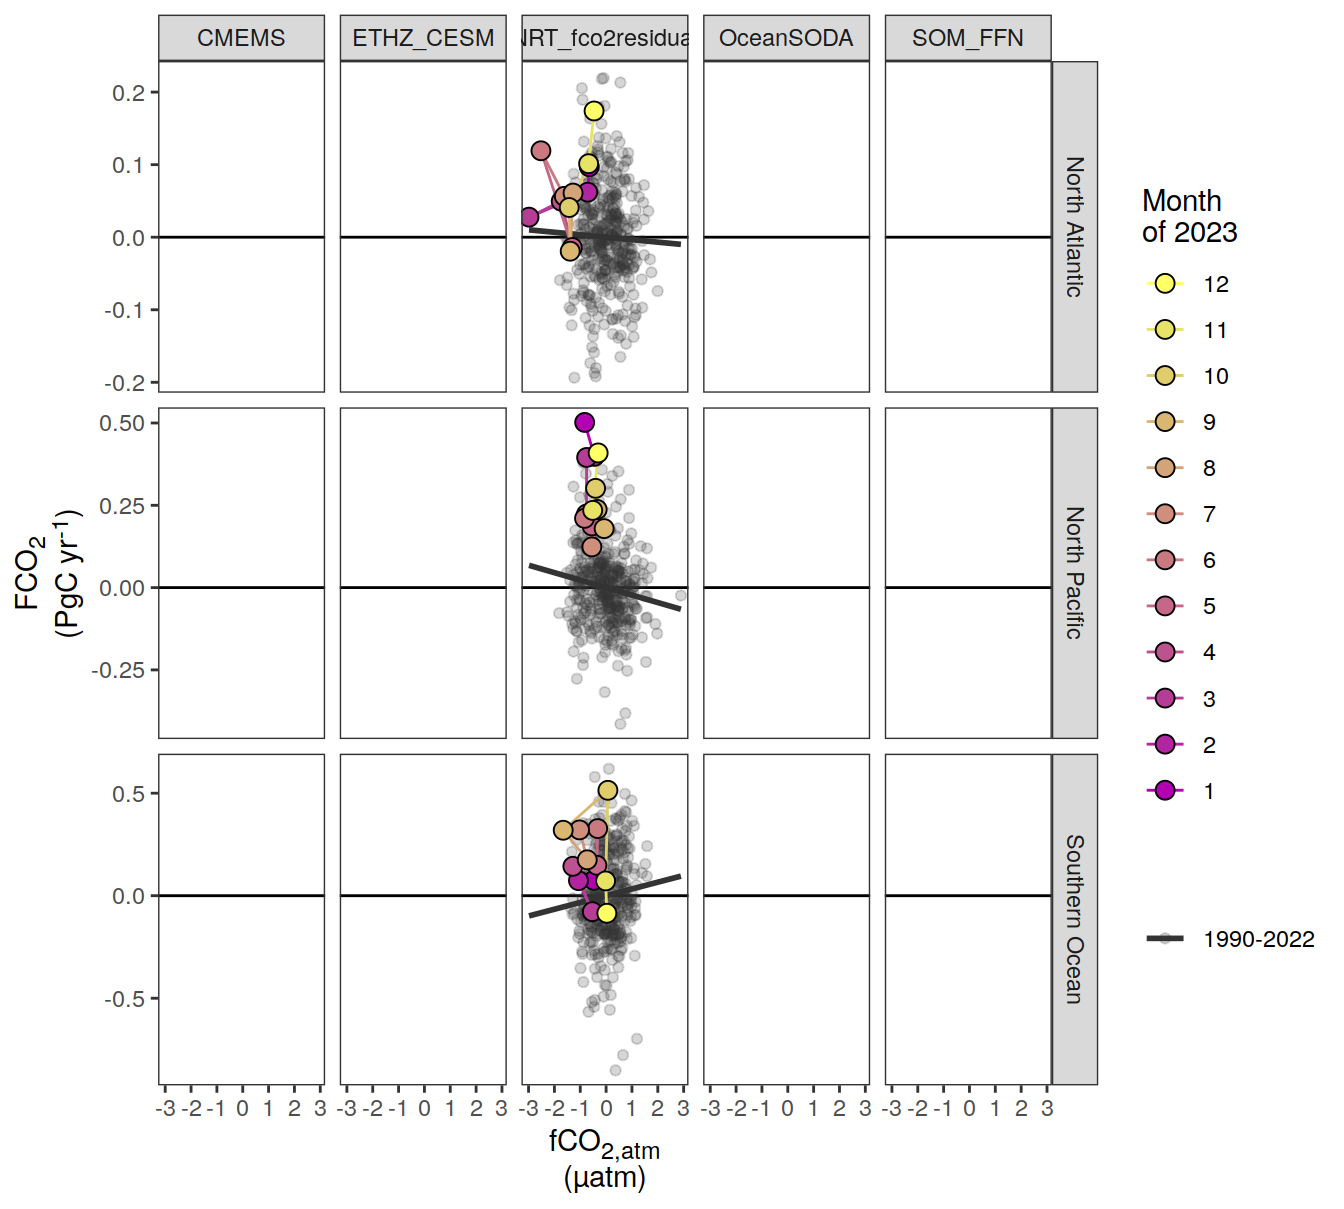 CMEMS ETHZ_CESM NRT_fco2residua OceanSODA SOM_FFN
0.2
0.1
0.0
-0.1
-0.2
North Atlantic
0.50
0.25
0.00
-0.25
North Pacific
0.5
0.0
-0.5
Southern Ocean
FCO2
(PgC yr-1)
-3 -2 -1 0 1 2 3 -3 -2 -1 0 1 2 3 -3 -2 -1 0 1 2 3 -3 -2 -1 0 1 2 3 -3 -2 -1 0 1 2 3
fCO2,atm
(µatm)
Month
of 2023
12
11
10
9
8
7
6
5
4
3
2
1
1990-2022